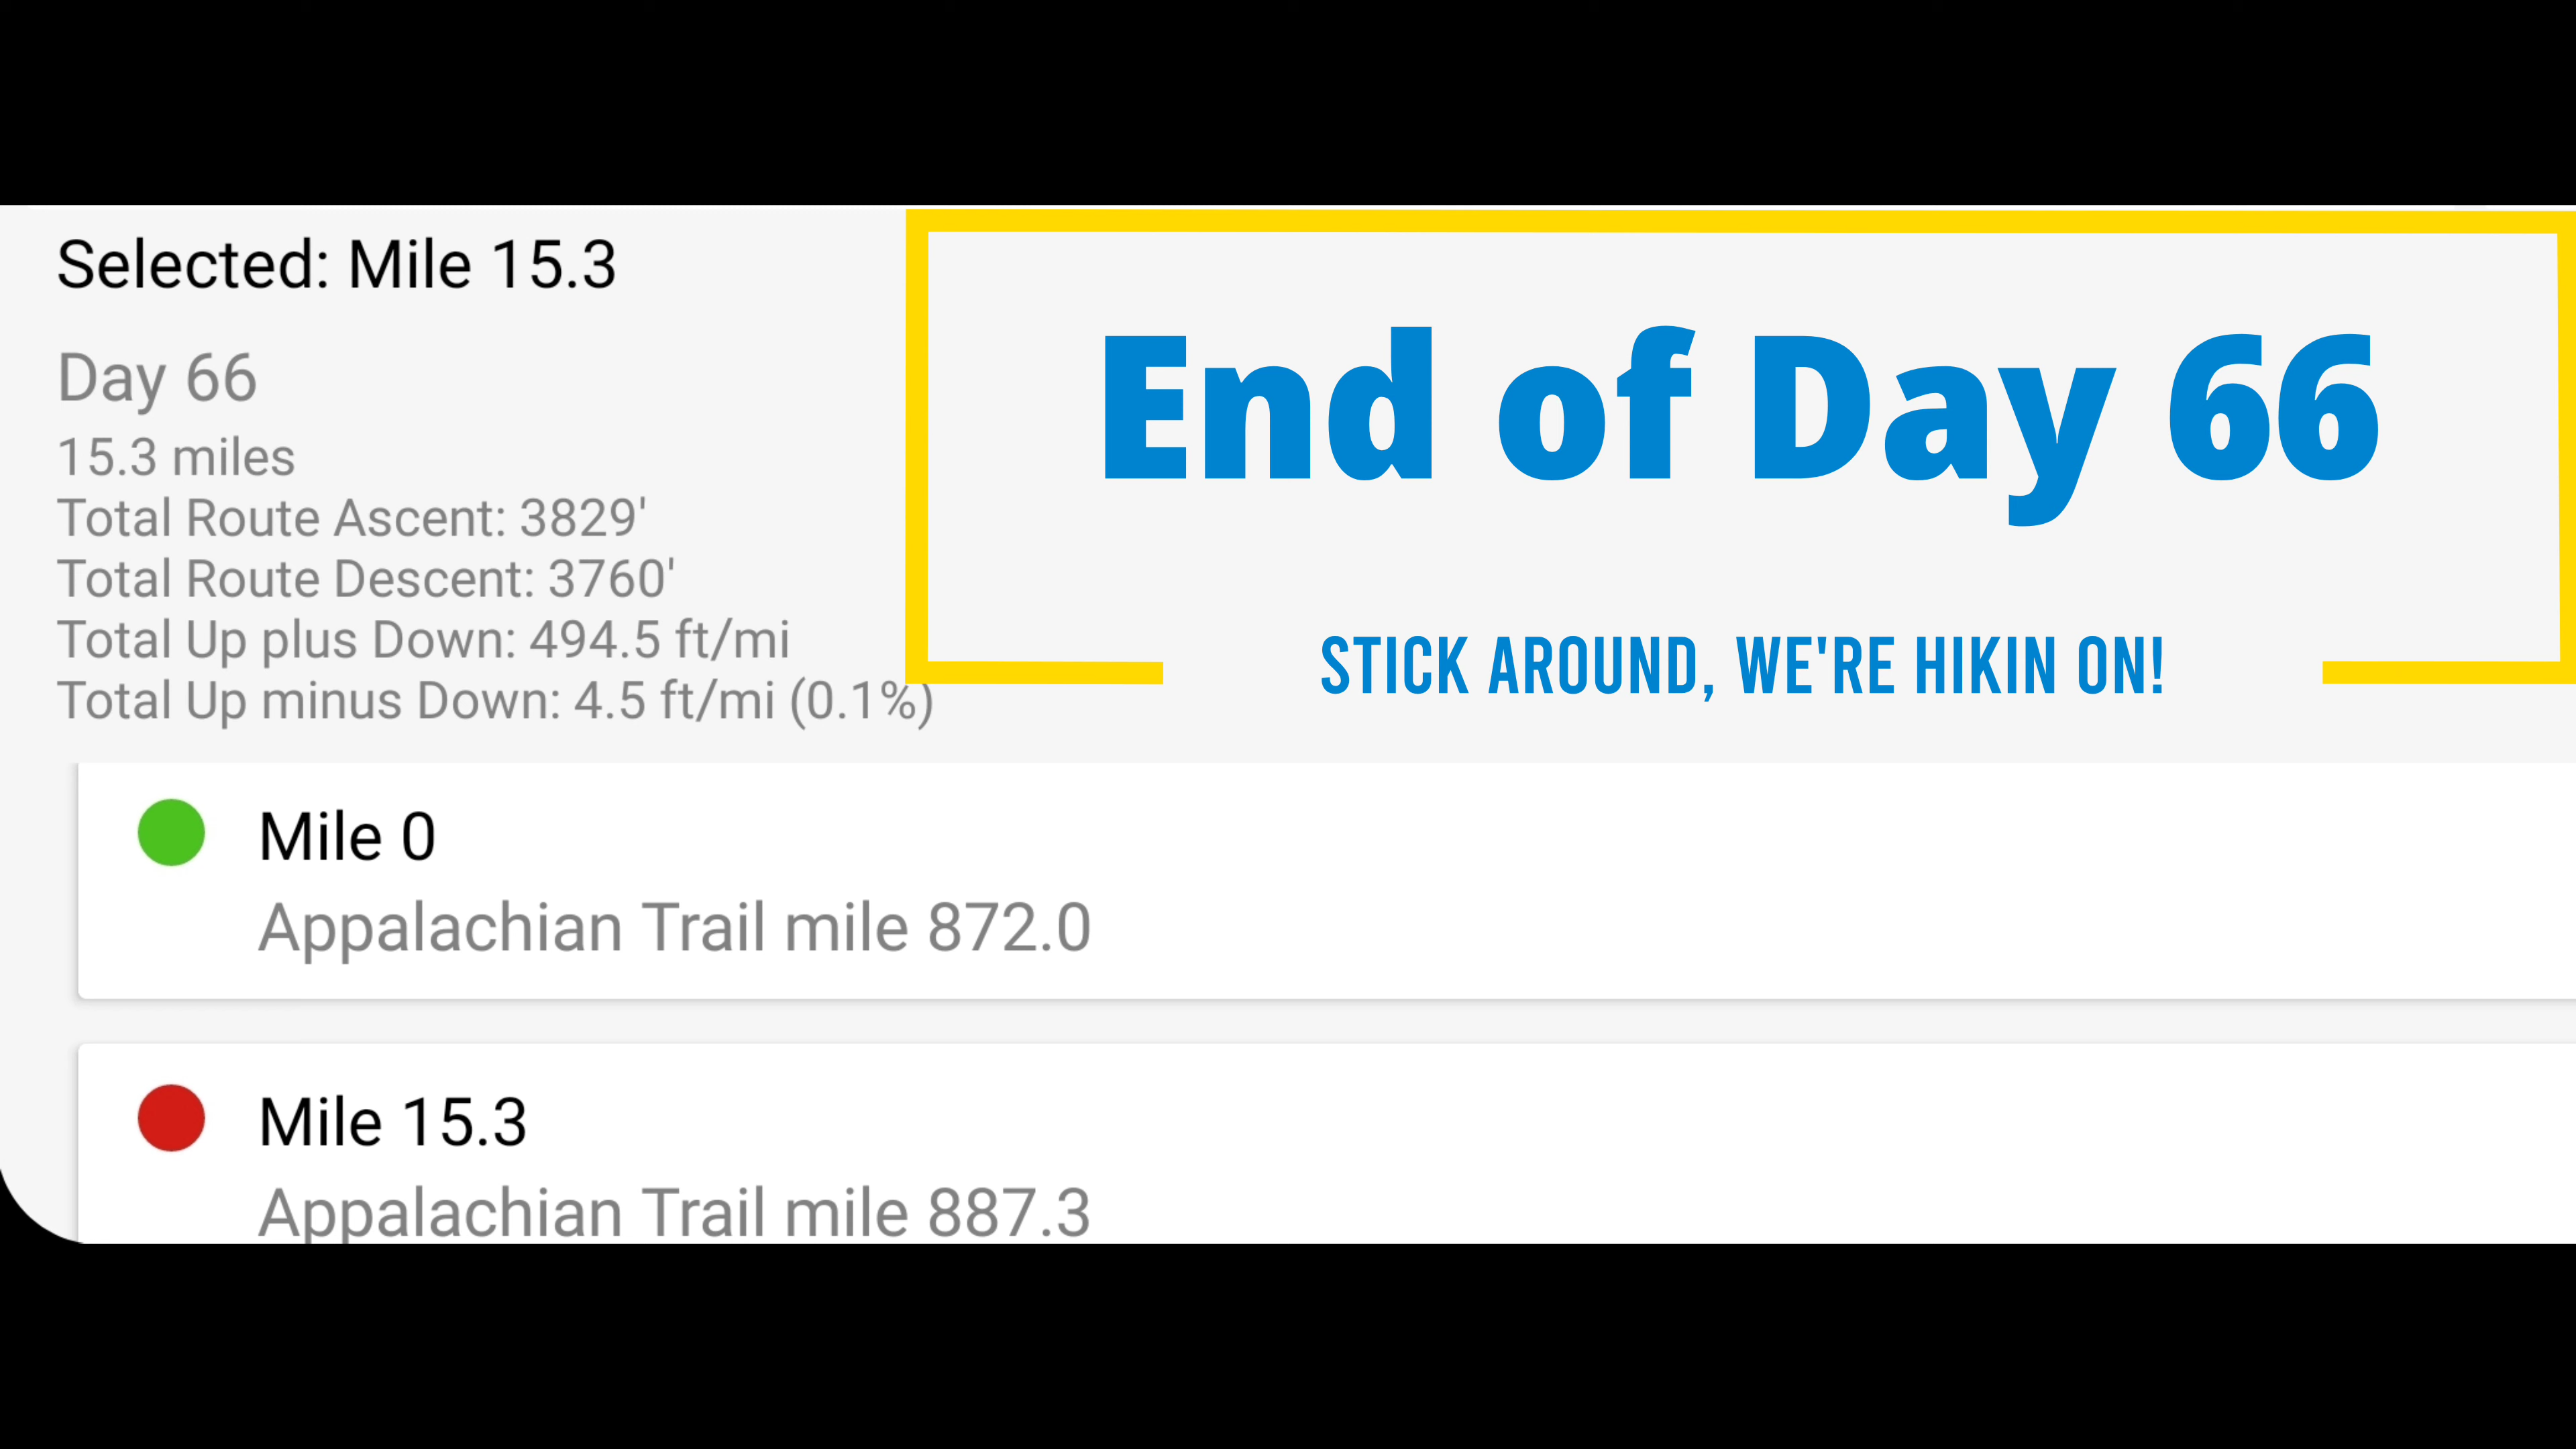 Selected: Mile 15.3
Day 66
15.3 miles
Total Route Ascent: 3829'
Total Route Descent: 3760'
Total Up plus Down: 494.5 ft/mi
Total Up minus Down: 4.5 ft/mi (0.1%)
End of Day 66
STICK AROUND, WE'RE HIKIN ON!
Mile 0
Appalachian Trail mile 872.0
Mile 15.3
Appalachian Trail mile 887.3